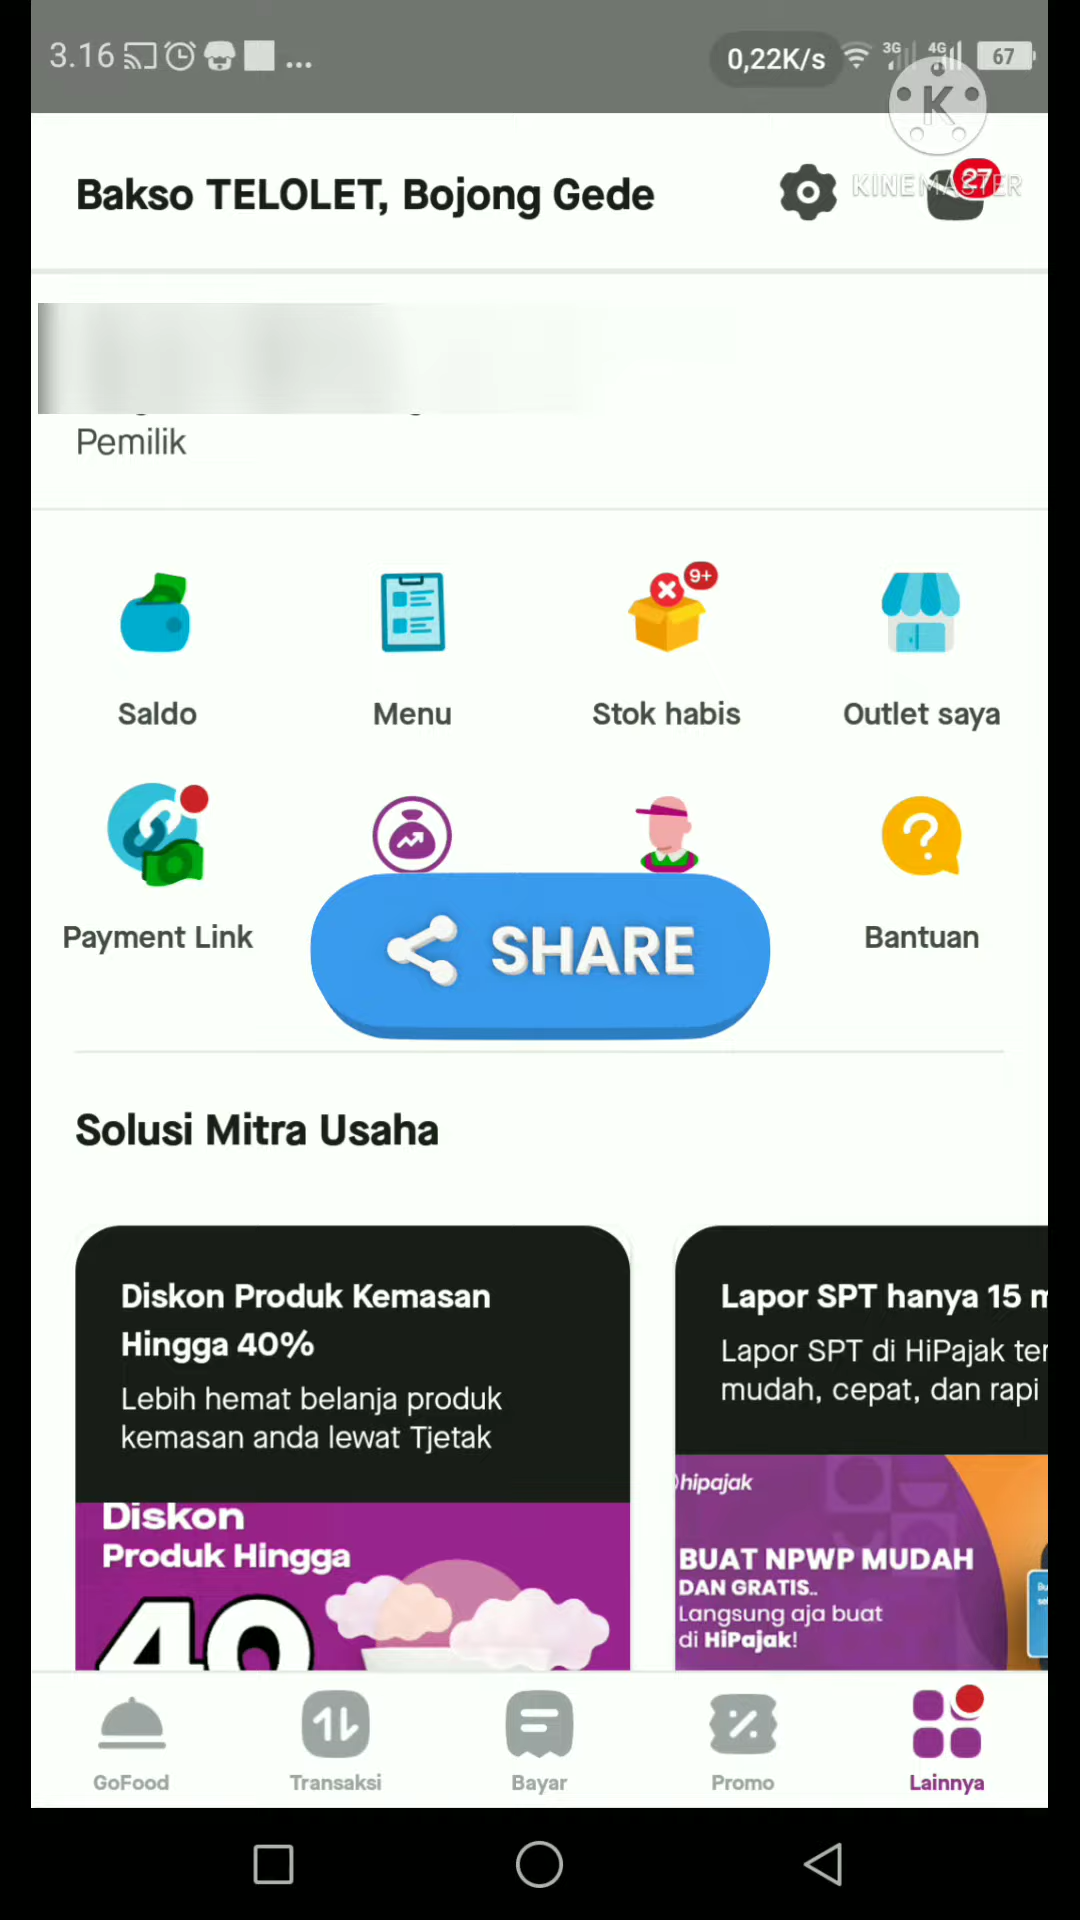 3.16
0,22K/s
3G
4G
67
K
KINEMASTER
Bakso TELOLET, Bojong Gede
27
Pemilik
9+
Saldo
Menu
Stok habis
Outlet saya
Payment Link
Bantuan
SHARE
Solusi Mitra Usaha
Diskon Produk Kemasan
Hingga 40%
Lebih hemat belanja produk
kemasan anda lewat Tjetak
Diskon
Produk Hingga
40
Lapor SPT hanya 15 m
Lapor SPT di HiPajak ter
mudah, cepat, dan rapi
hipajak
BUAT NPWP MUDAH
DAN GRATIS..
Langsung aja buat
di HiPajak!
GoFood
Transaksi
Bayar
Promo
Lainnya